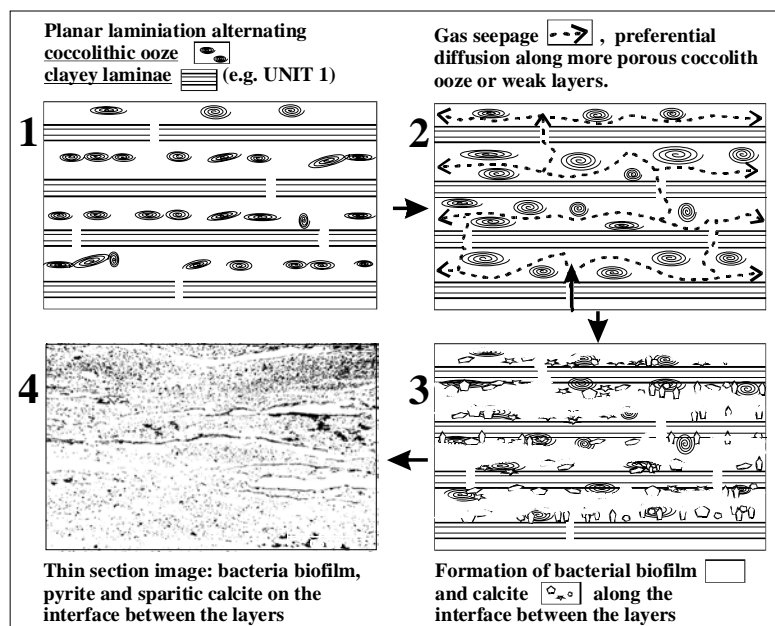 Planar laminiation alternating
coccolithic ooze
clayey laminae (e.g. UNIT 1)
1
Gas seepage , preferential
diffusion along more porous coccolith
ooze or weak layers.
2
4
Thin section image: bacteria biofilm,
pyrite and sparitic calcite on the
interface between the layers
3
Formation of bacterial biofilm
and calcite along the
interface between the layers